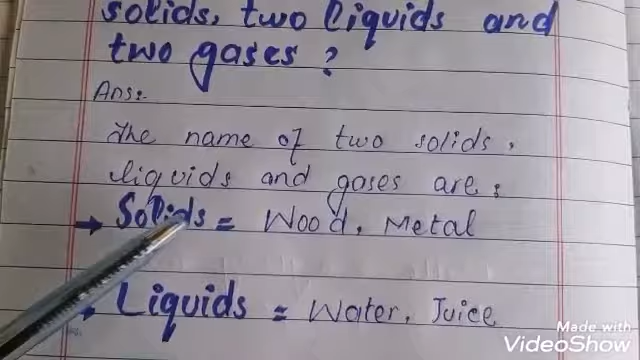 solids, two liquids and
two gases ?
Ans:-
The name of two solids,
liquids and gases are:
→ Solids = Wood, Metal
Liquids = Water, Juice
Made with
VideoShow